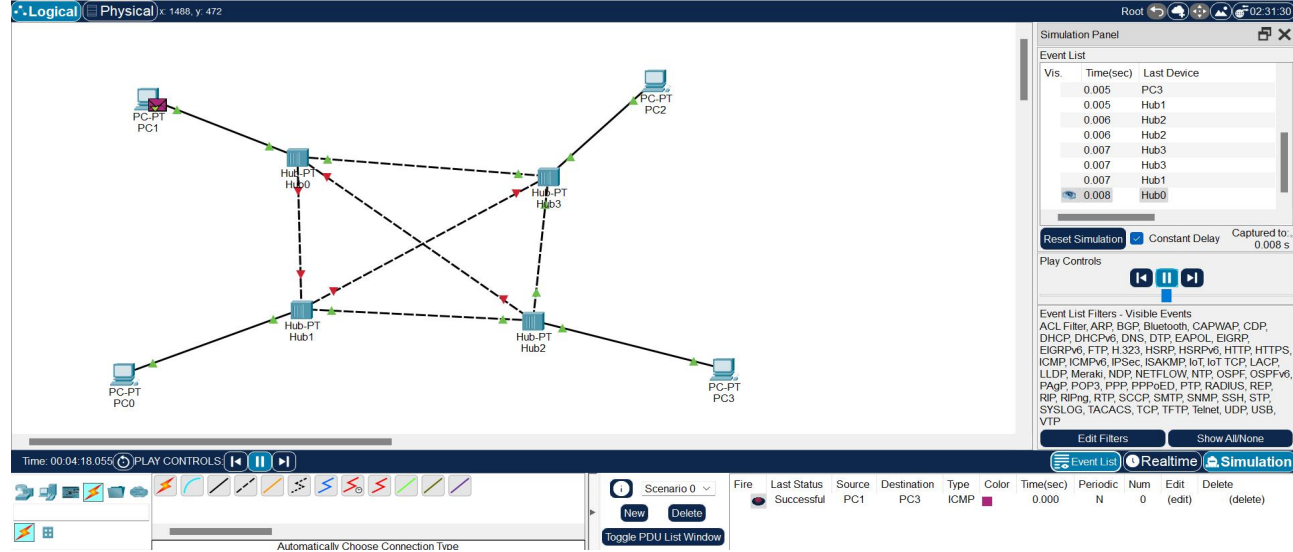 Logical Physical x: 1488, y: 472 Root 02:31:30
PC-PT
PC1
PC-PT
PC2
Hub-PT
Hub0
Hub-PT
Hub3
Hub-PT
Hub1
Hub-PT
Hub2
PC-PT
PC0
PC-PT
PC3
Simulation Panel
Event List
Vis. Time(sec) Last Device
0.005 PC3
0.005 Hub1
0.006 Hub2
0.006 Hub2
0.007 Hub3
0.007 Hub3
0.007 Hub1
0.008 Hub0
Reset Simulation Constant Delay Captured to:
0.008 s
Play Controls
Event List Filters - Visible Events
ACL Filter, ARP, BGP, Bluetooth, CAPWAP, CDP,
DHCP, DHCPv6, DNS, DTP, EAPOL, EIGRP,
EIGRPv6, FTP, H.323, HSRP, HSRPv6, HTTP, HTTPS,
ICMP, ICMPv6, IPSec, ISAKMP, IoT, IoT TCP, LACP,
LLDP, Meraki, NDP, NETFLOW, NTP, OSPF, OSPFv6,
PAgP, POP3, PPP, PPPoED, PTP, RADIUS, REP,
RIP, RIPng, RTP, SCCP, SMTP, SNMP, SSH, STP,
SYSLOG, TACACS, TCP, TFTP, Telnet, UDP, USB,
VTP
Edit Filters Show All/None
Time: 00:04:18.055 PLAY CONTROLS: Event List Realtime Simulation
Scenario 0
New Delete
Toggle PDU List Window
Fire Last Status Source Destination Type Color Time(sec) Periodic Num Edit Delete
Successful PC1 PC3 ICMP 0.000 N 0 (edit) (delete)
Automatically Choose Connection Type